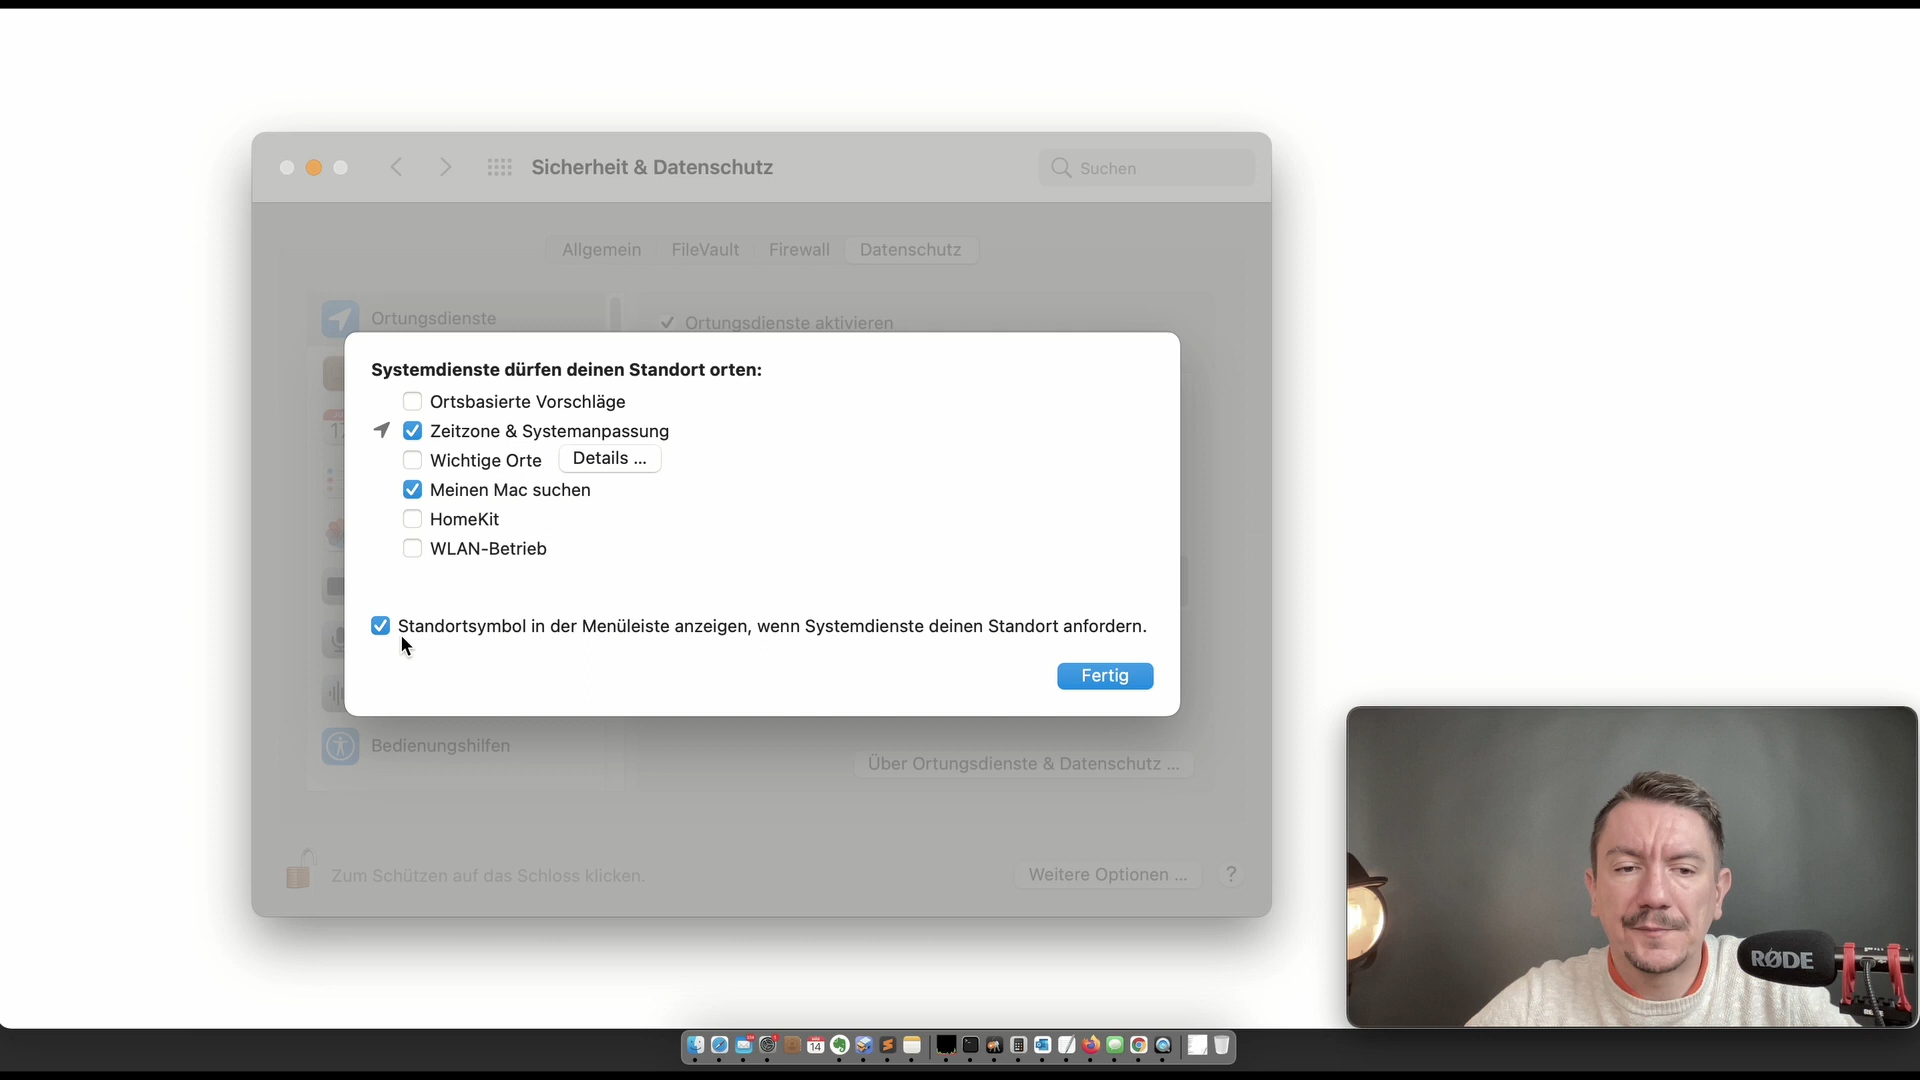 Sicherheit & Datenschutz
Suchen
Allgemein FileVault Firewall Datenschutz
Ortungsdienste
Ortungsdienste aktivieren
Systemdienste dürfen deinen Standort orten:
Ortsbasierte Vorschläge
Zeitzone & Systemanpassung
Wichtige Orte Details ...
Meinen Mac suchen
HomeKit
WLAN-Betrieb
Standortsymbol in der Menüleiste anzeigen, wenn Systemdienste deinen Standort anfordern.
Fertig
Bedienungshilfen
Über Ortungsdienste & Datenschutz ...
Zum Schützen auf das Schloss klicken.
Weitere Optionen ... ?
RØDE
14